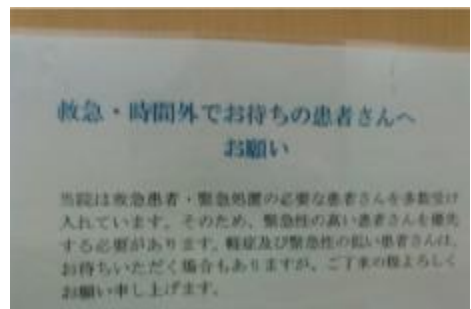 救急・時間外でお待ちの患者さんへ
お願い
当院は救急患者・緊急処置の必要な患者さんを多数受け
入れています。そのため、緊急性の高い患者さんを優先
する必要があります。軽症及び緊急性の低い患者さんは、
お待ちいただく場合もありますが、ご了承の程よろしく
お願い申し上げます。